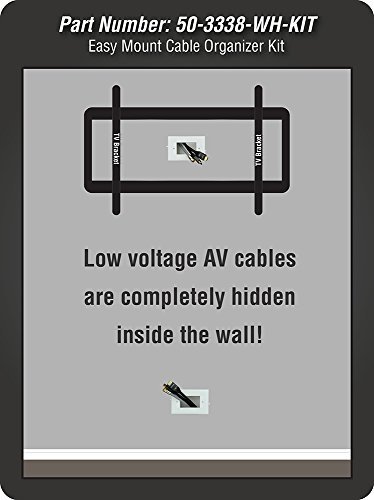 Part Number: 50-3338-WH-KIT
Easy Mount Cable Organizer Kit
TV Bracket
TV Bracket
Low voltage AV cables
are completely hidden
inside the wall!